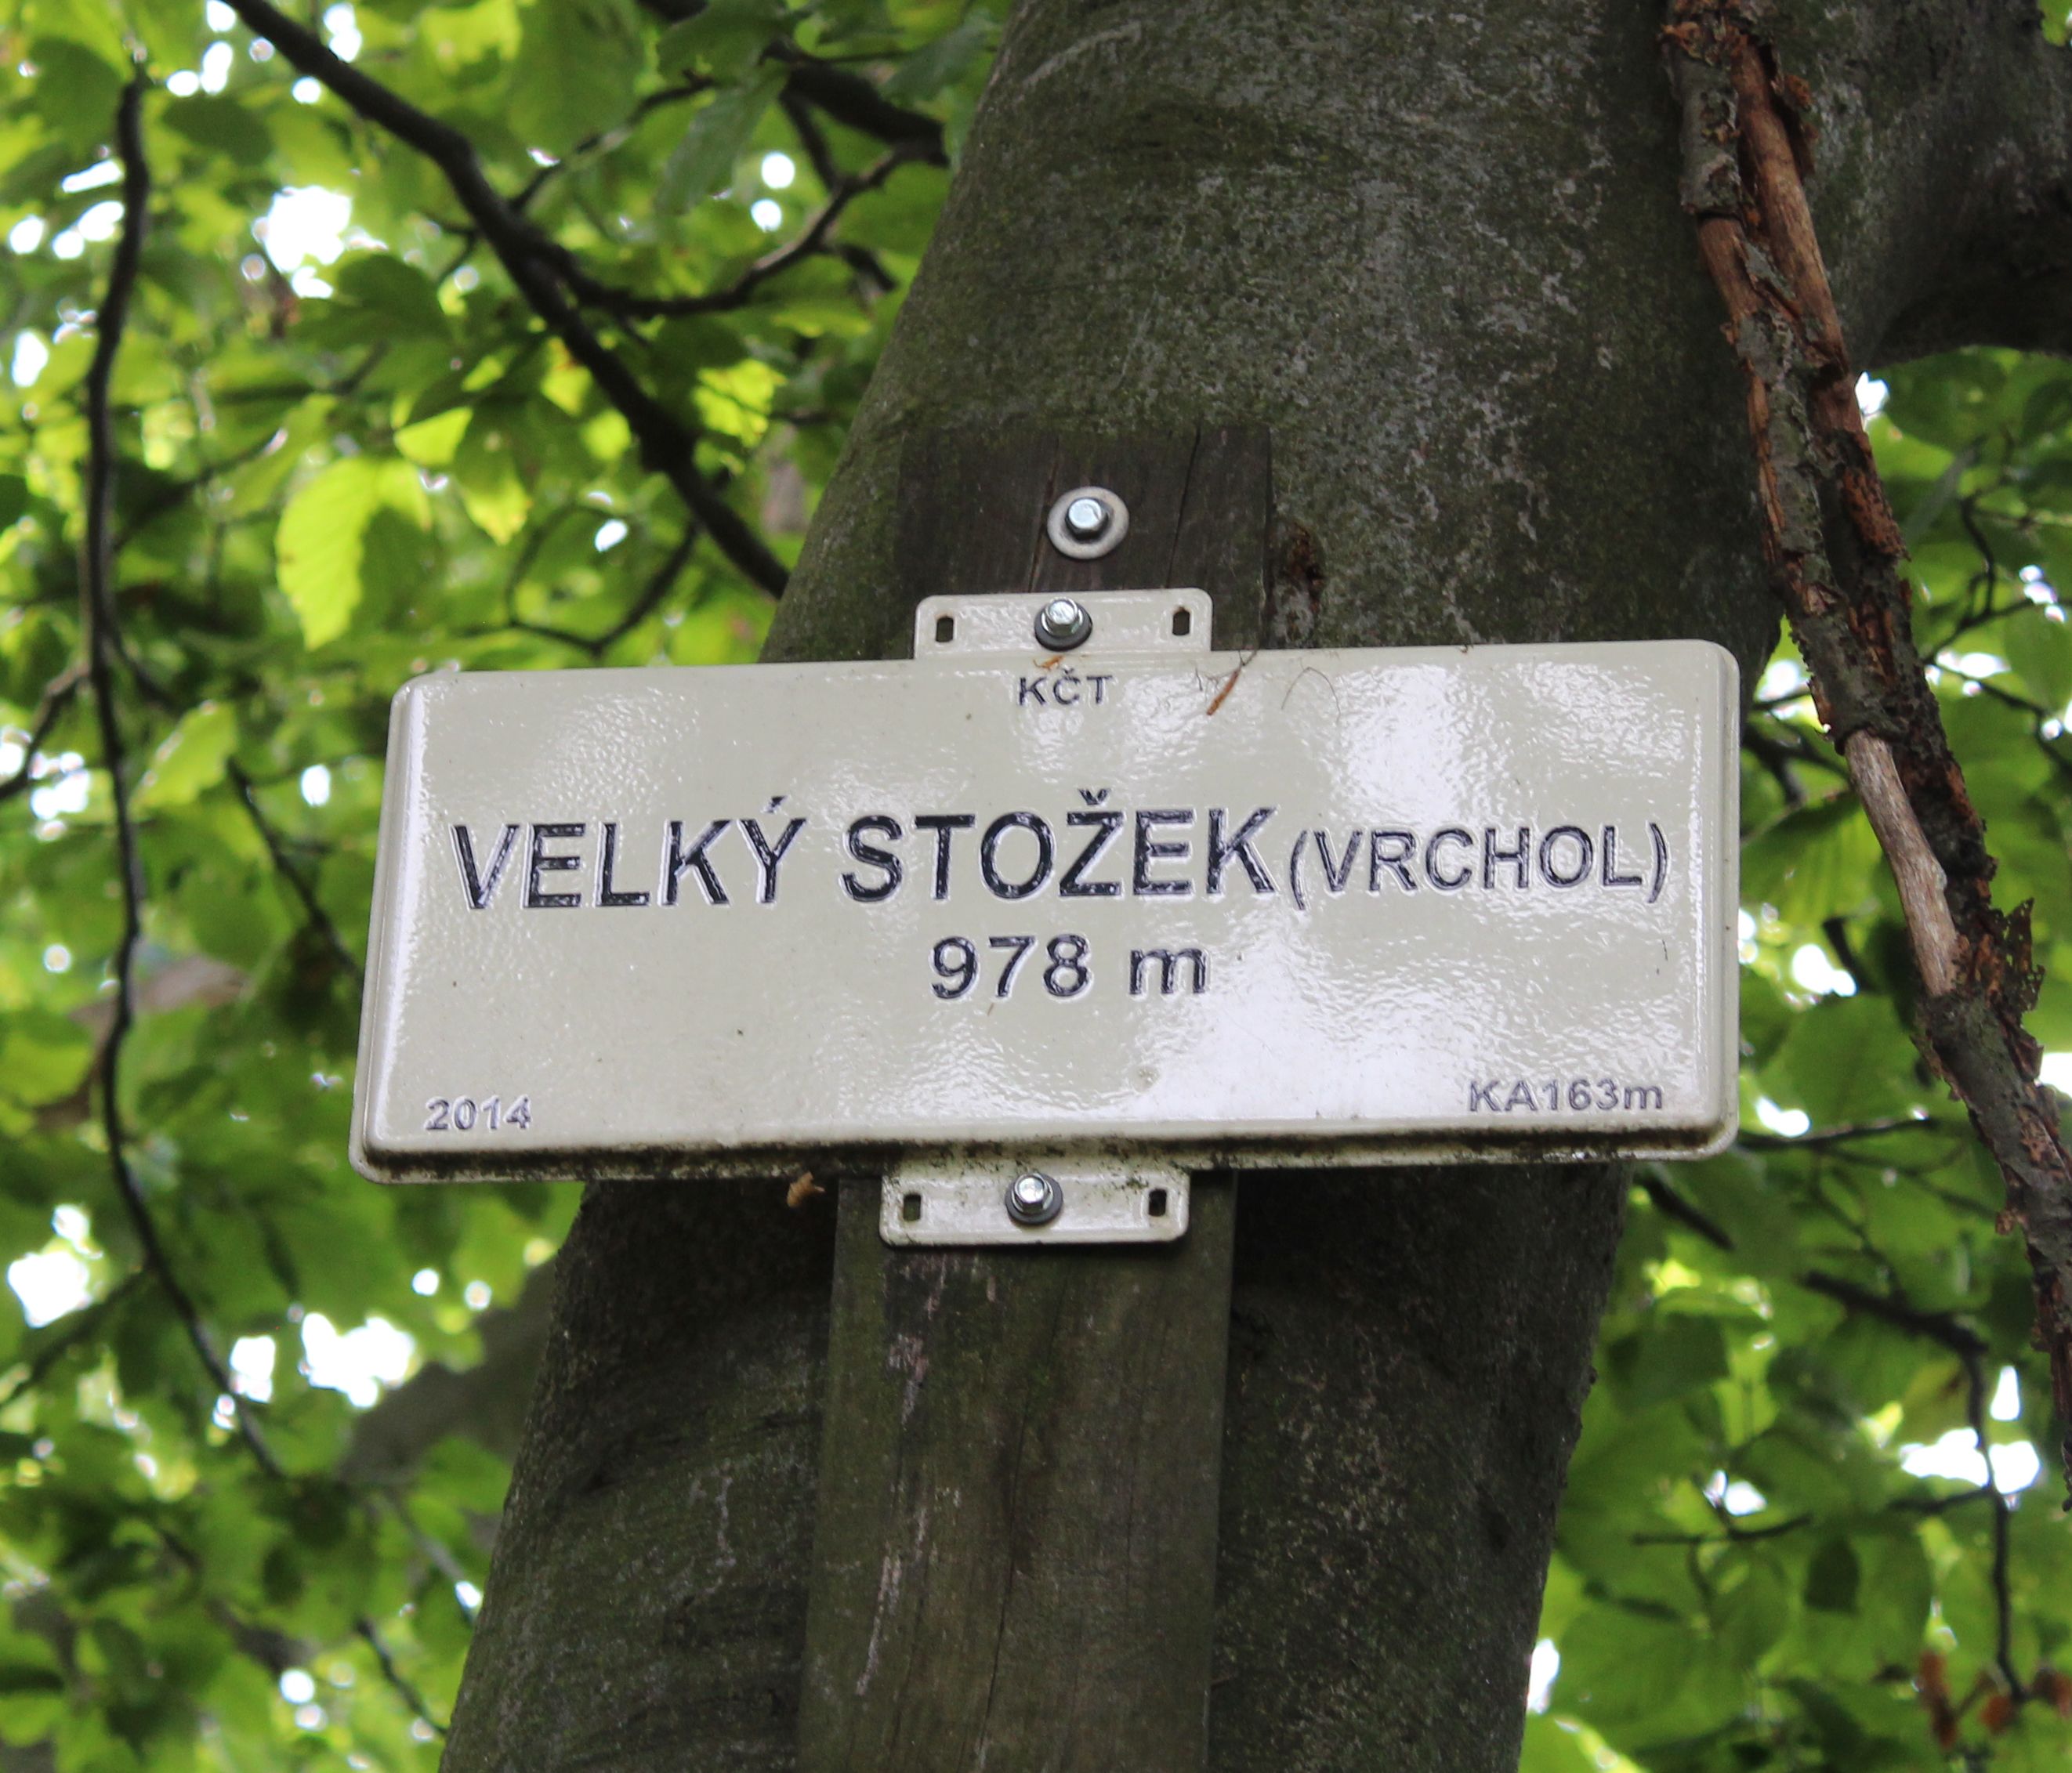 KČT
VELKÝ STOŽEK (VRCHOL)
978 m
2014
KA163m